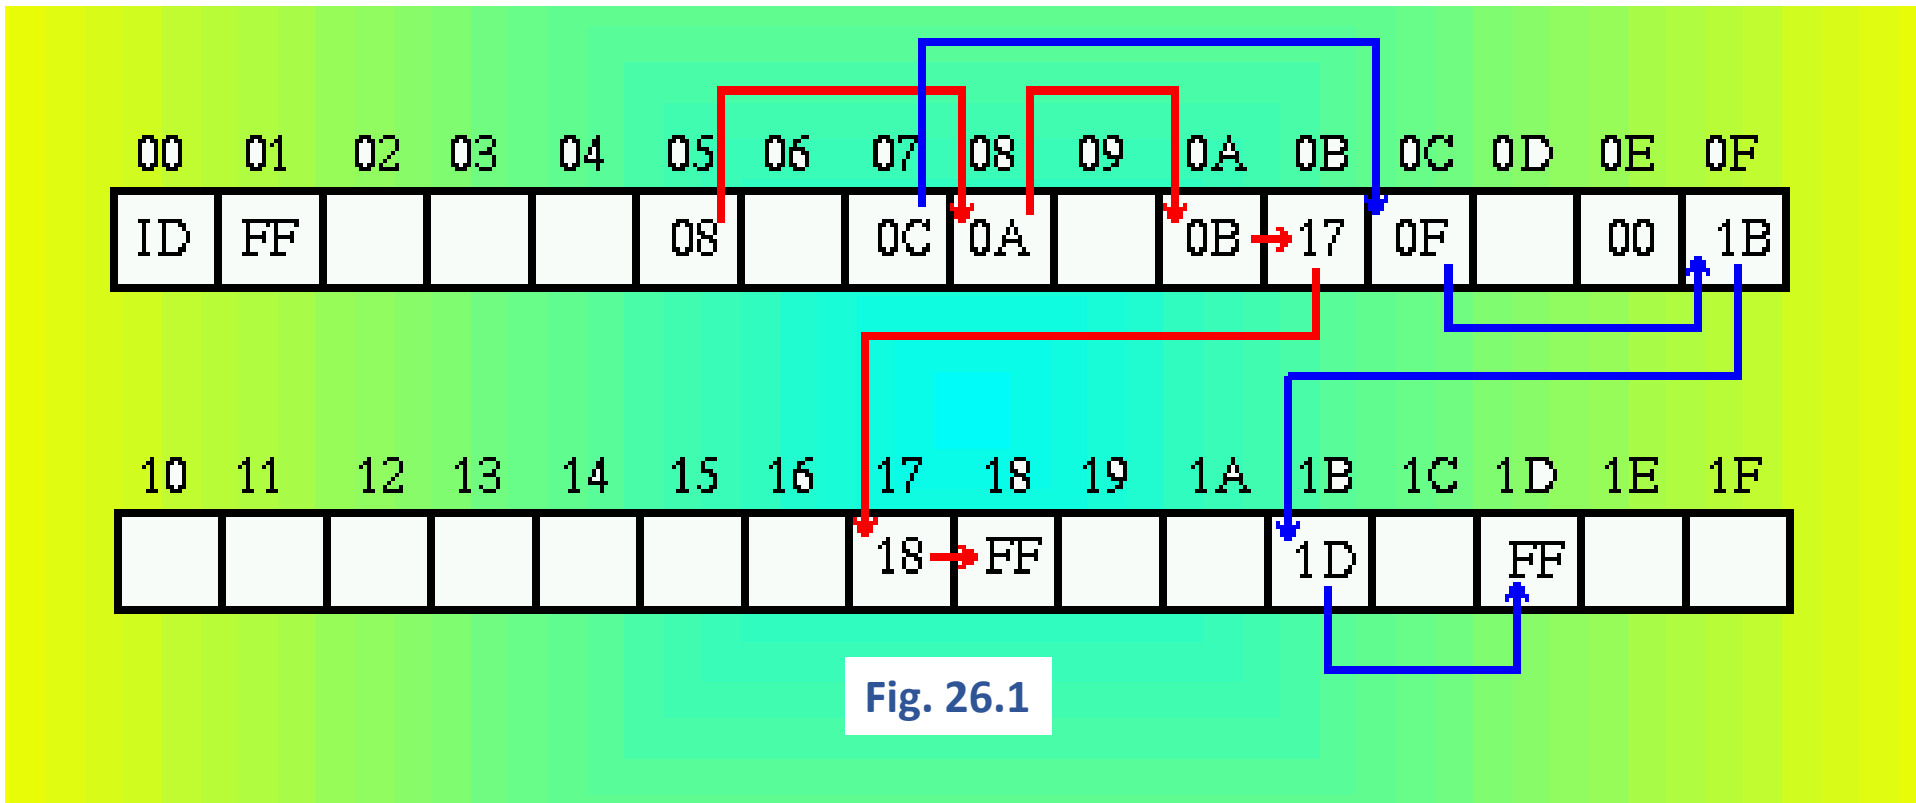 00 01 02 03 04 05 06 07 08 09 0A 0B 0C 0D 0E 0F
ID FF 08 0C 0A 0B 17 0F 00 1B
10 11 12 13 14 15 16 17 18 19 1A 1B 1C 1D 1E 1F
18 FF 1D FF
Fig. 26.1